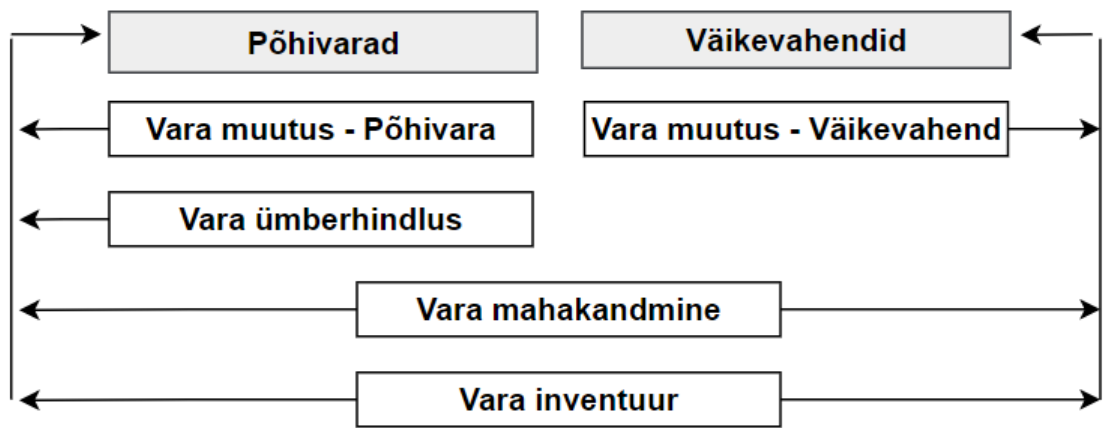 Põhivarad
Väikevahendid
Vara muutus - Põhivara
Vara muutus - Väikevahend
Vara ümberhindlus
Vara mahakandmine
Vara inventuur